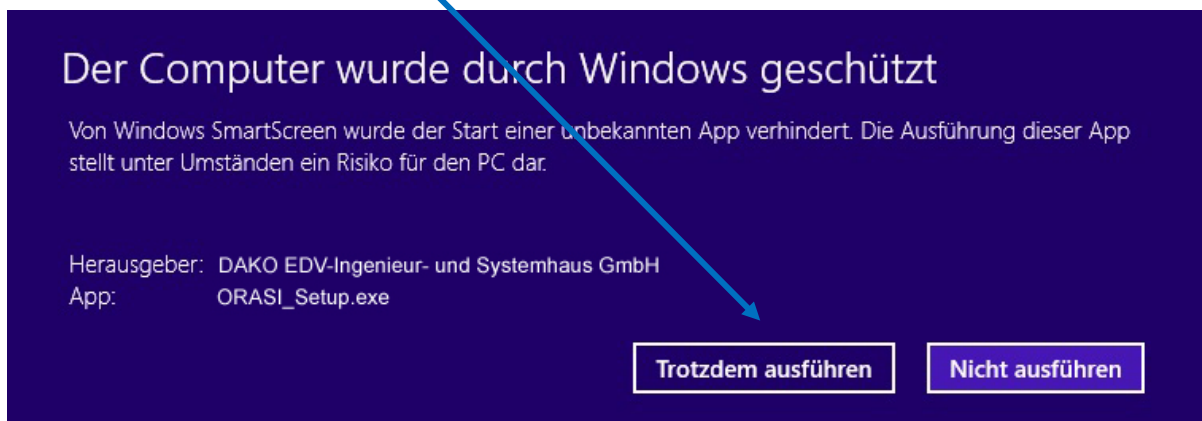 Der Computer wurde durch Windows geschützt
Von Windows SmartScreen wurde der Start einer unbekannten App verhindert. Die Ausführung dieser App
stellt unter Umständen ein Risiko für den PC dar.
Herausgeber: DAKO EDV-Ingenieur- und Systemhaus GmbH
App: ORASI_Setup.exe
Trotzdem ausführen Nicht ausführen